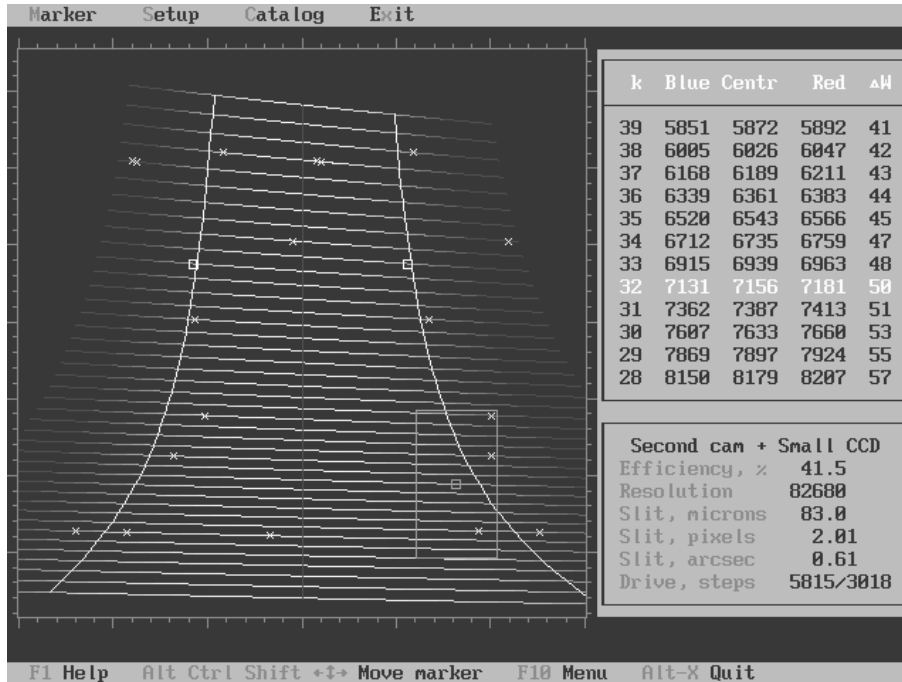 Marker Setup Catalog Exit
k Blue Centr Red ΔW
39 5851 5872 5892 41
38 6005 6026 6047 42
37 6168 6189 6211 43
36 6339 6361 6383 44
35 6520 6543 6566 45
34 6712 6735 6759 47
33 6915 6939 6963 48
32 7131 7156 7181 50
31 7362 7387 7413 51
30 7607 7633 7660 53
29 7869 7897 7924 55
28 8150 8179 8207 57
Second cam + Small CCD
Efficiency, % 41.5
Resolution 82680
Slit, microns 83.0
Slit, pixels 2.01
Slit, arcsec 0.61
Drive, steps 5815/3018
F1 Help Alt Ctrl Shift ←↕→ Move marker F10 Menu Alt-X Quit